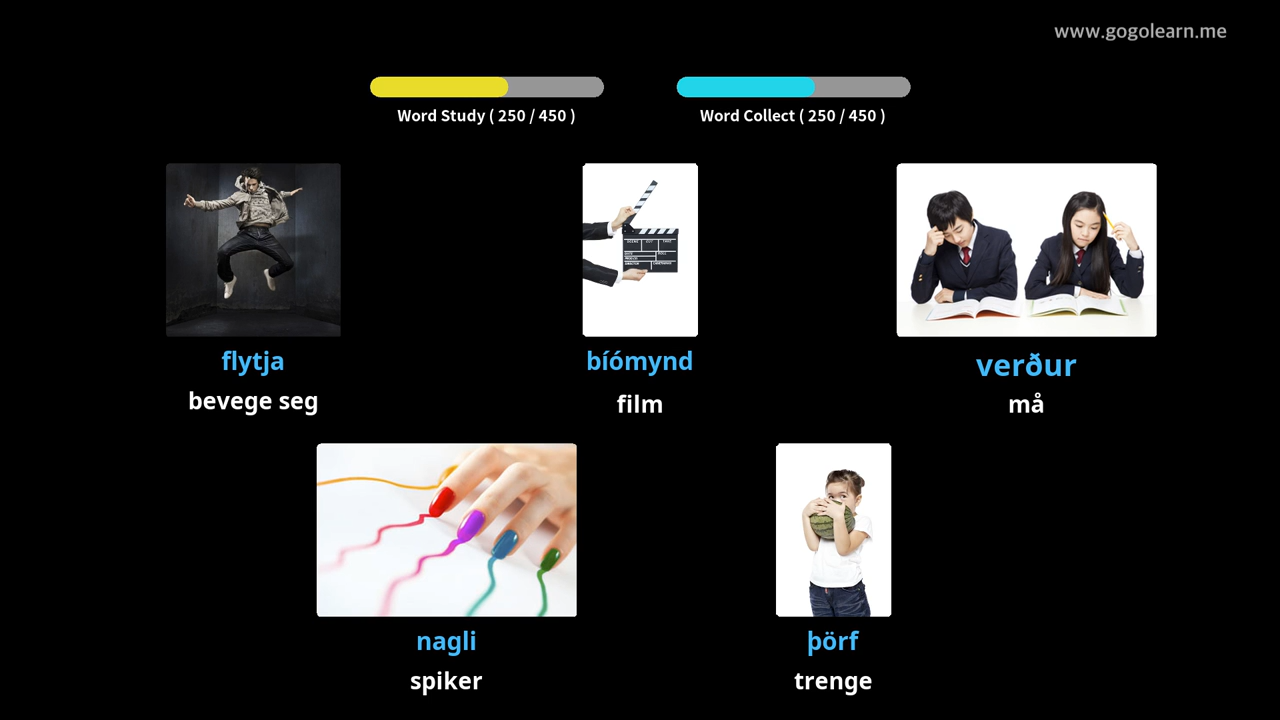 www.gogolearn.me
Word Study ( 250 / 450 )
Word Collect ( 250 / 450 )
flytja
bevege seg
bíómynd
film
verður
må
nagli
spiker
þörf
trenge